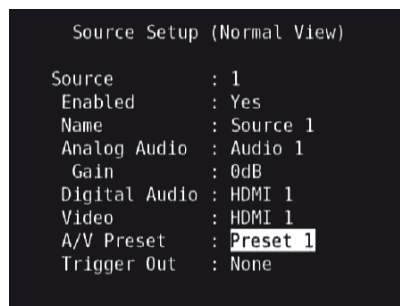 Source Setup (Normal View)
Source : 1
Enabled : Yes
Name : Source 1
Analog Audio : Audio 1
Gain : 0dB
Digital Audio : HDMI 1
Video : HDMI 1
A/V Preset : Preset 1
Trigger Out : None